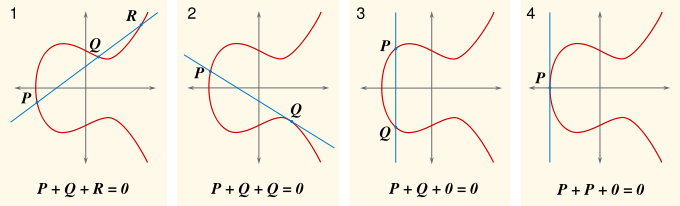 1
R
Q
P
P + Q + R = 0
2
P
Q
P + Q + Q = 0
3
P
Q
P + Q + 0 = 0
4
P
P + P + 0 = 0